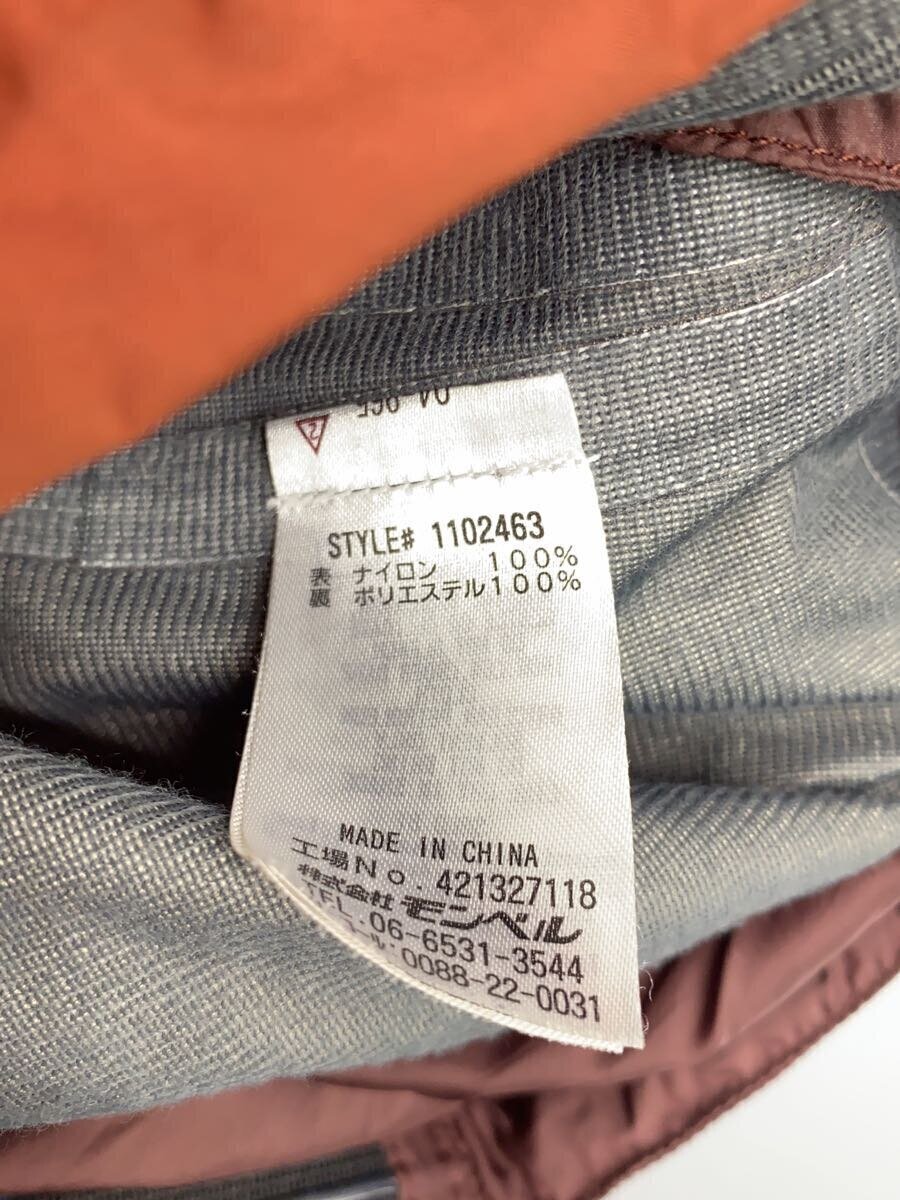 STYLE# 1102463
表 ナイロン 100%
裏 ポリエステル100%
MADE IN CHINA
工場No. 421327118
株式会社モンベル
TEL. 06-6531-3544
0088-22-0031